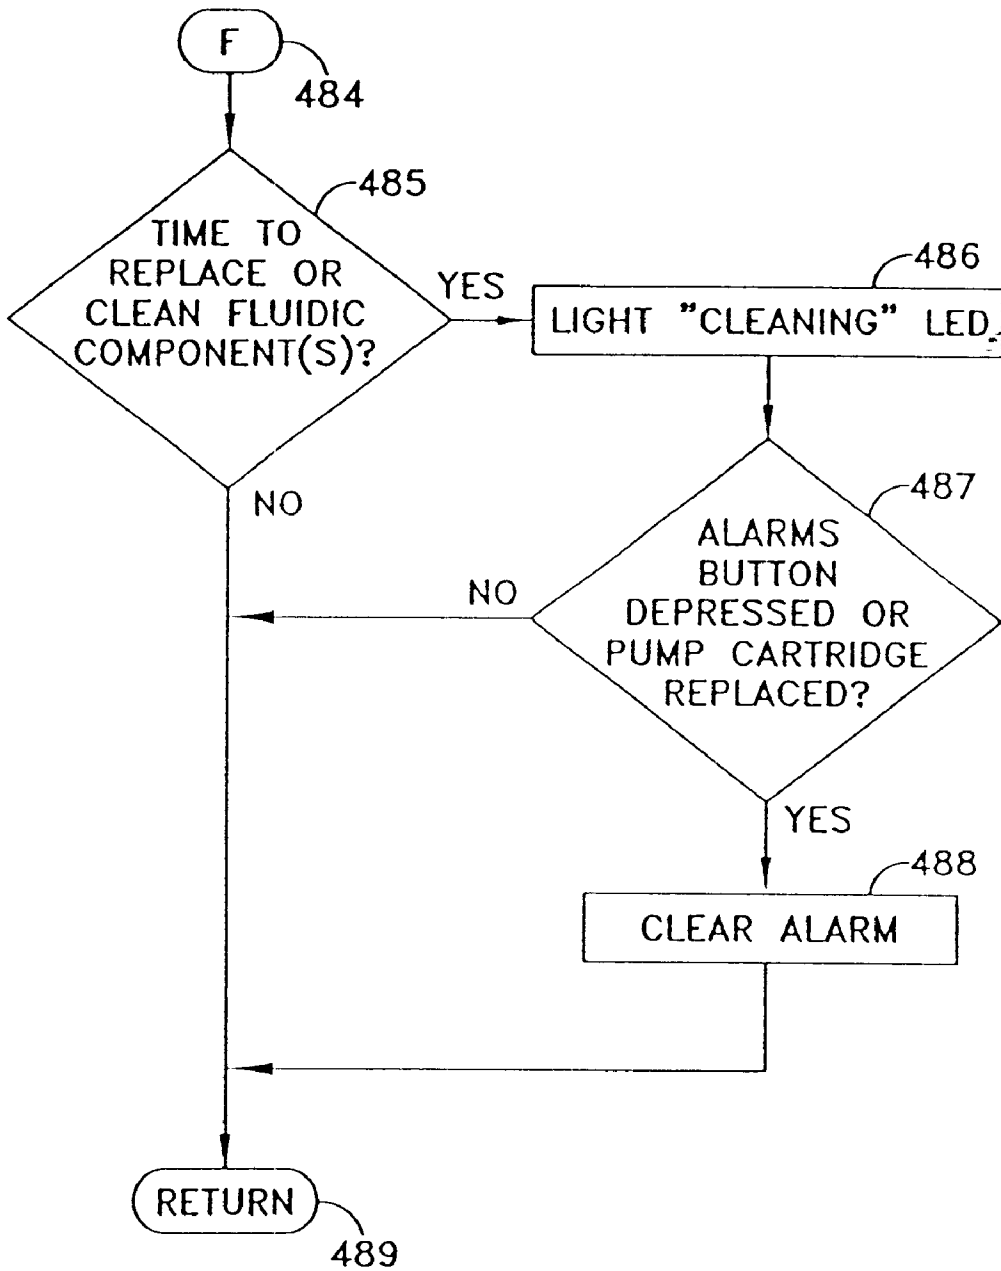 F
484
485
TIME TO
REPLACE OR
CLEAN FLUIDIC
COMPONENT(S)?
YES
486
LIGHT "CLEANING" LED
NO
487
ALARMS
BUTTON
DEPRESSED OR
PUMP CARTRIDGE
REPLACED?
NO
YES
488
CLEAR ALARM
RETURN
489